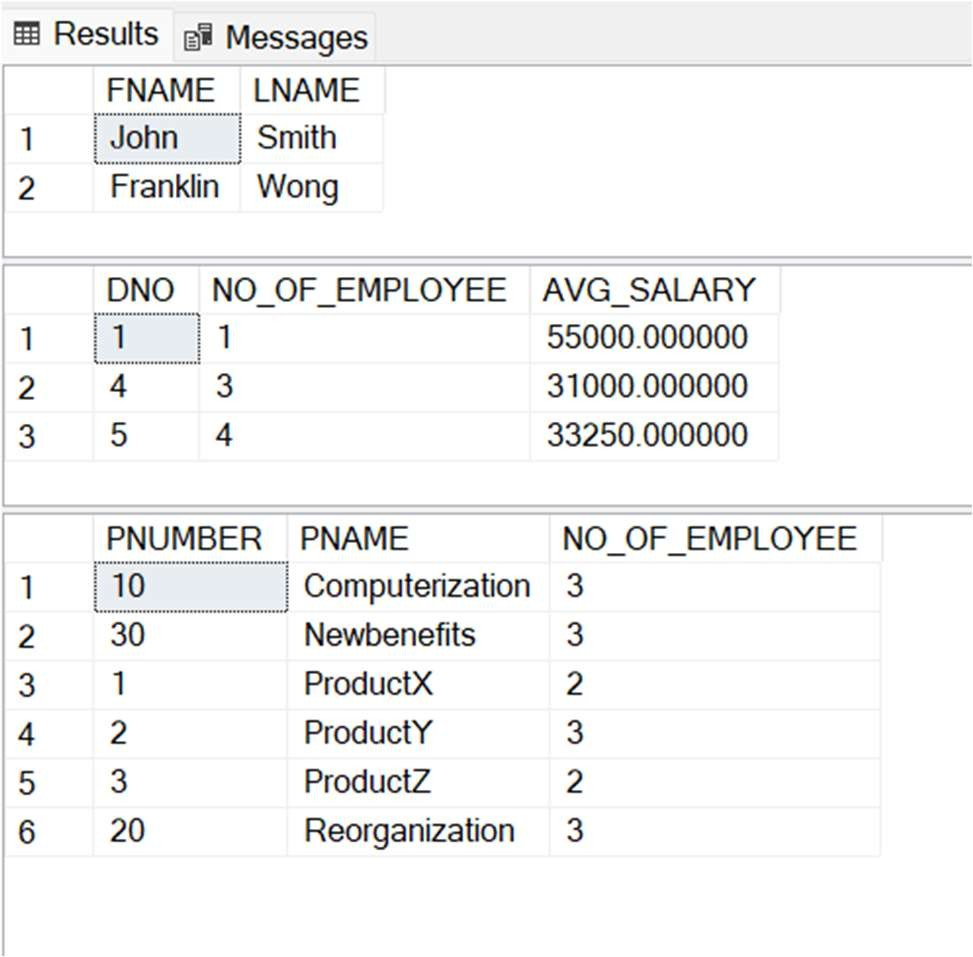 Results Messages
FNAME LNAME
1 John Smith
2 Franklin Wong
DNO NO_OF_EMPLOYEE AVG_SALARY
1 1 1 55000.000000
2 4 3 31000.000000
3 5 4 33250.000000
PNUMBER PNAME NO_OF_EMPLOYEE
1 10 Computerization 3
2 30 Newbenefits 3
3 1 ProductX 2
4 2 ProductY 3
5 3 ProductZ 2
6 20 Reorganization 3